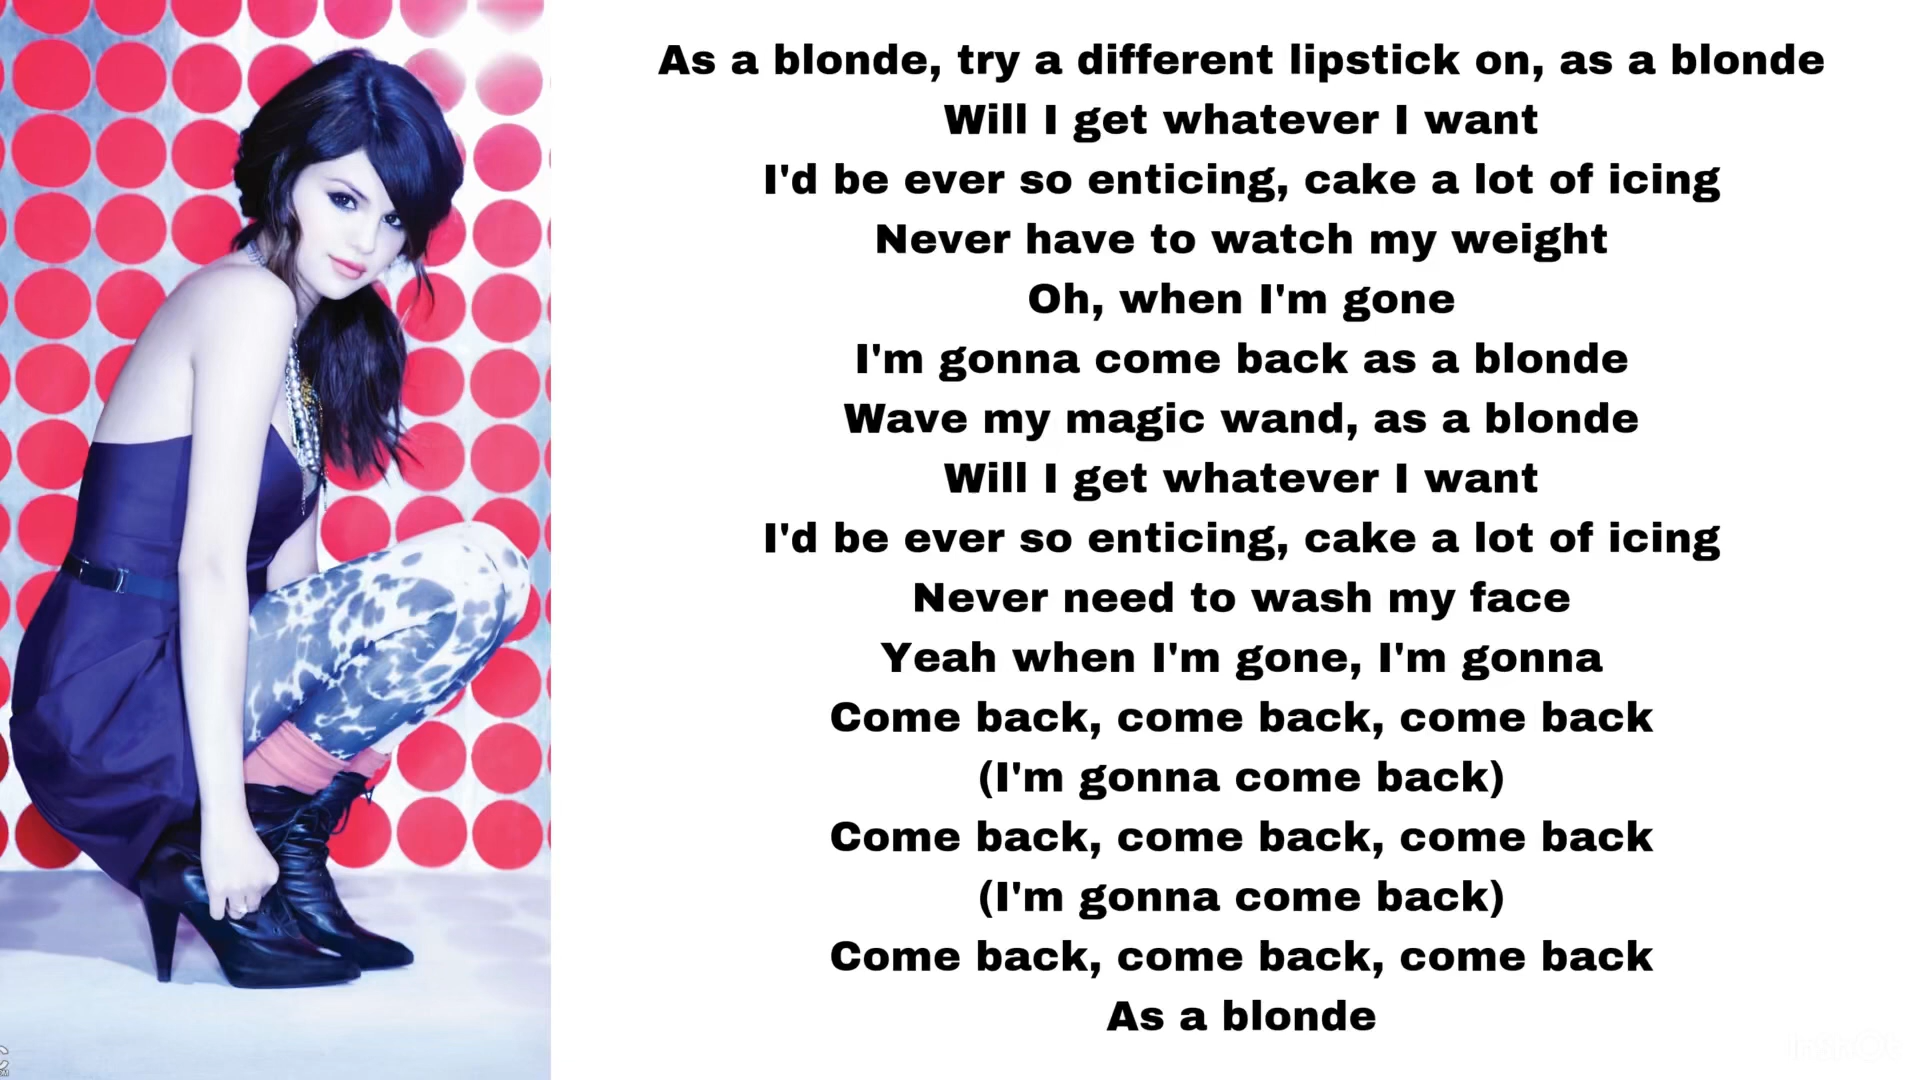 As a blonde, try a different lipstick on, as a blonde
Will I get whatever I want
I'd be ever so enticing, cake a lot of icing
Never have to watch my weight
Oh, when I'm gone
I'm gonna come back as a blonde
Wave my magic wand, as a blonde
Will I get whatever I want
I'd be ever so enticing, cake a lot of icing
Never need to wash my face
Yeah when I'm gone, I'm gonna
Come back, come back, come back
(I'm gonna come back)
Come back, come back, come back
(I'm gonna come back)
Come back, come back, come back
As a blonde